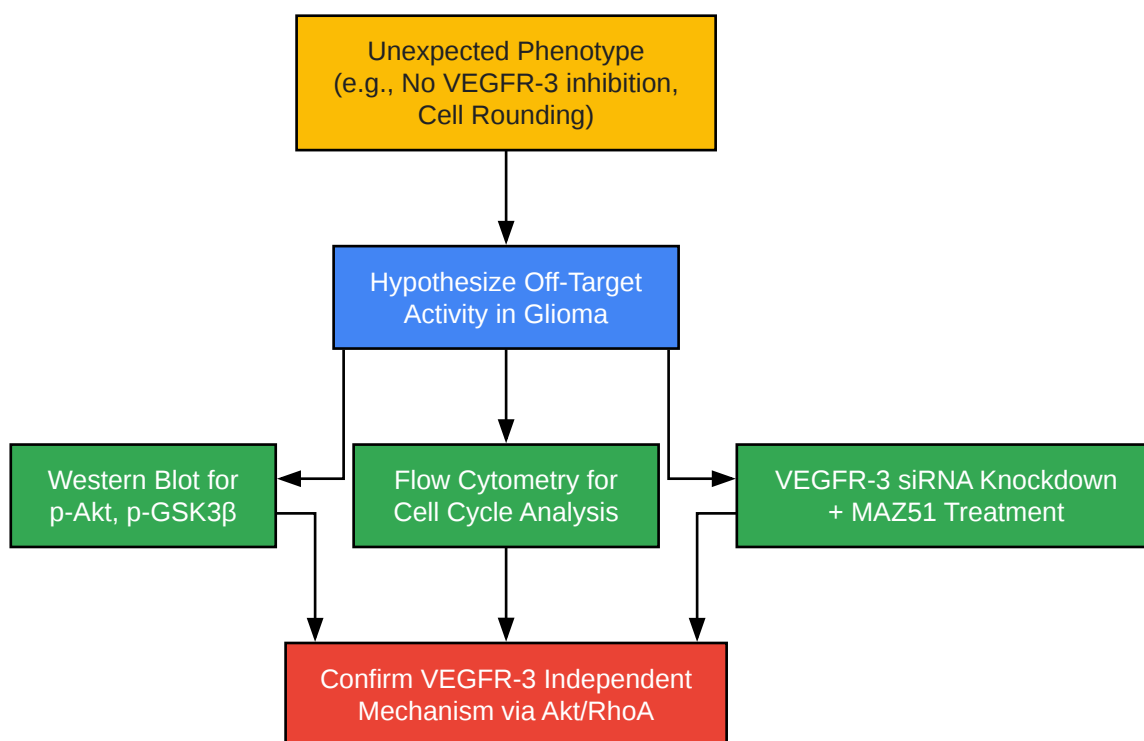 Unexpected Phenotype
(e.g., No VEGFR-3 inhibition,
Cell Rounding)
Hypothesize Off-Target
Activity in Glioma
Western Blot for
p-Akt, p-GSK3β
Flow Cytometry for
Cell Cycle Analysis
VEGFR-3 siRNA Knockdown
+ MAZ51 Treatment
Confirm VEGFR-3 Independent
Mechanism via Akt/RhoA